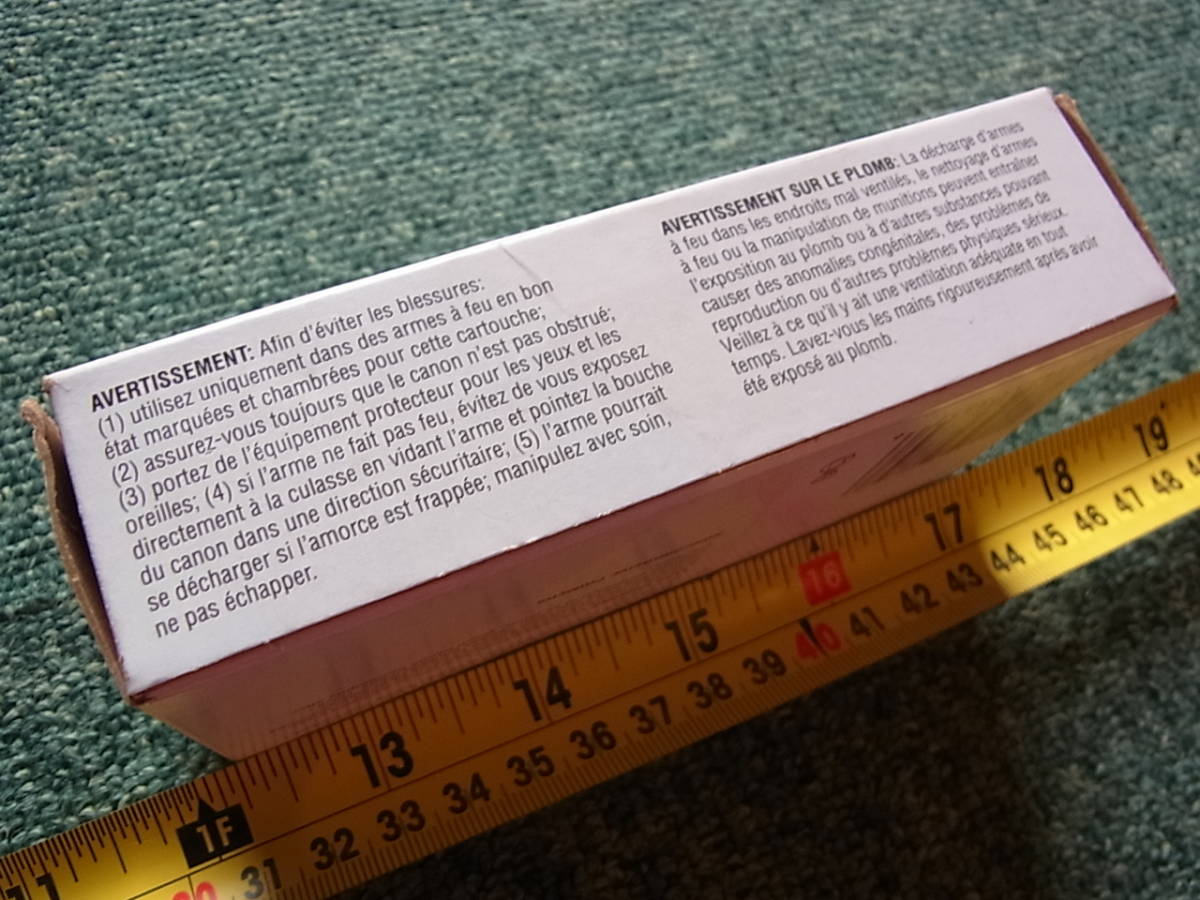 AVERTISSEMENT: Afin d'éviter les blessures:
(1) utilisez uniquement dans des armes à feu en bon
état marquées et chambrées pour cette cartouche;
(2) assurez-vous toujours que le canon n'est pas obstrué;
(3) portez de l'équipement protecteur pour les yeux et les
oreilles; (4) si l'arme ne fait pas feu, évitez de vous exposez
directement à la culasse en vidant l'arme et pointez la bouche
du canon dans une direction sécuritaire; (5) l'arme pourrait
se décharger si l'amorce est frappée; manipulez avec soin,
ne pas échapper.
AVERTISSEMENT SUR LE PLOMB: La décharge d'armes
à feu dans les endroits mal ventilés, le nettoyage d'armes
à feu ou la manipulation de munitions peuvent entraîner
l'exposition au plomb ou à d'autres substances pouvant
causer des anomalies congénitales, des problèmes de
reproduction ou d'autres problèmes physiques sérieux.
Veillez à ce qu'il y ait une ventilation adéquate en tout
temps. Lavez-vous les mains rigoureusement après avoir
été exposé au plomb.
11 1F 13 14 15 16 17 18 19
30 31 32 33 34 35 36 37 38 39 40 41 42 43 44 45 46 47 48